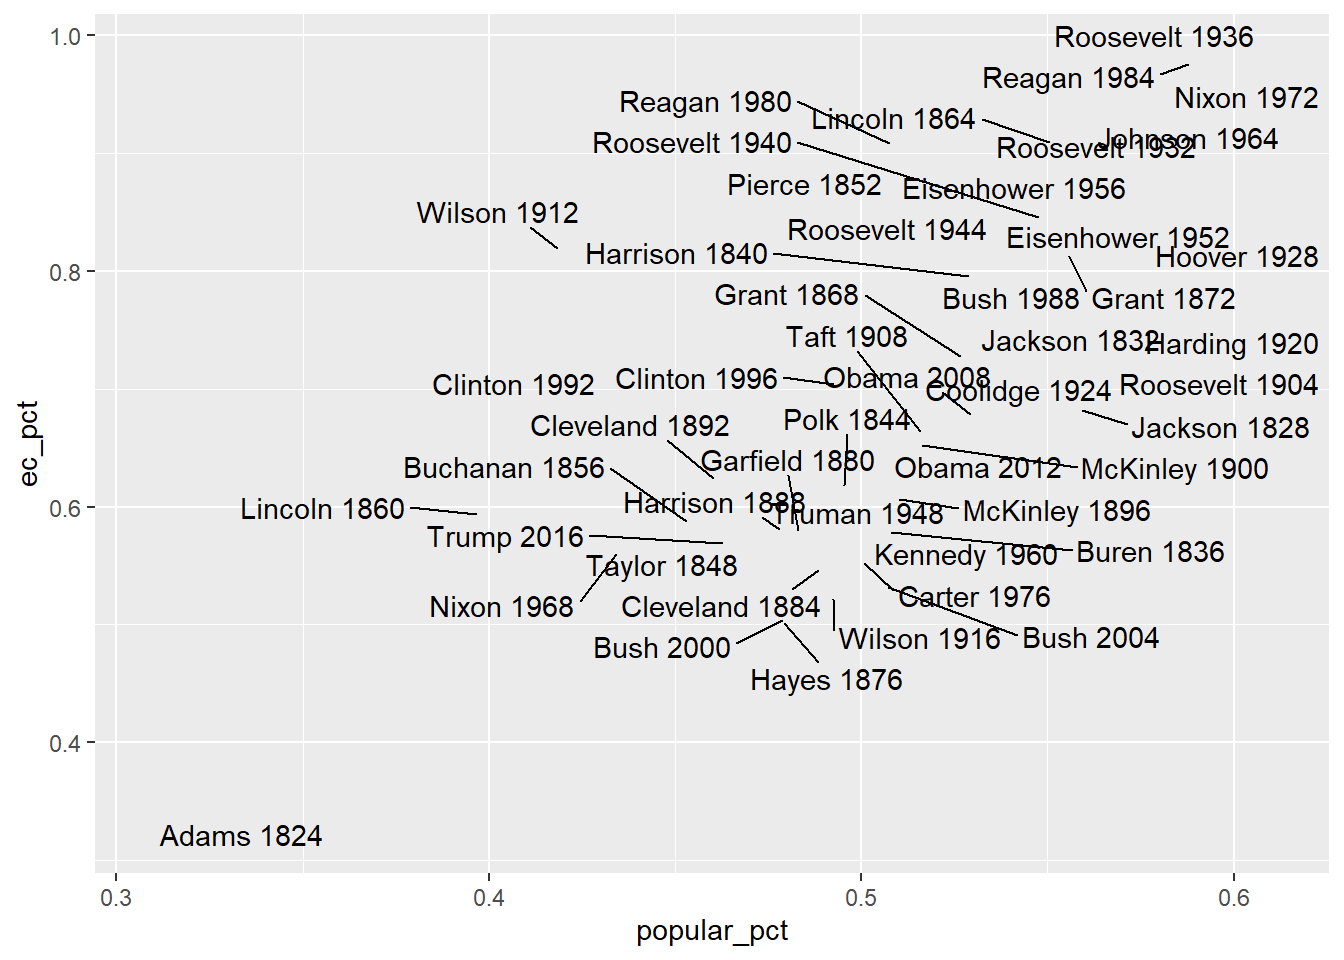 1.0
0.8
0.6
0.4
ec_pct
Roosevelt 1936
Reagan 1984
Nixon 1972
Reagan 1980
Lincoln 1864
Johnson 1964
Roosevelt 1940
Roosevelt 1932
Pierce 1852
Eisenhower 1956
Wilson 1912
Roosevelt 1944
Eisenhower 1952
Harrison 1840
Hoover 1928
Grant 1868
Bush 1988
Grant 1872
Taft 1908
Jackson 1832
Harding 1920
Clinton 1992
Clinton 1996
Obama 2008
Coolidge 1924
Roosevelt 1904
Polk 1844
Cleveland 1892
Jackson 1828
Garfield 1880
Buchanan 1856
Obama 2012
McKinley 1900
Harrison 1888
Lincoln 1860
Truman 1948
McKinley 1896
Trump 2016
Kennedy 1960
Buren 1836
Taylor 1848
Carter 1976
Nixon 1968
Cleveland 1884
Wilson 1916
Bush 2004
Bush 2000
Hayes 1876
Adams 1824
0.3
0.4
0.5
0.6
popular_pct